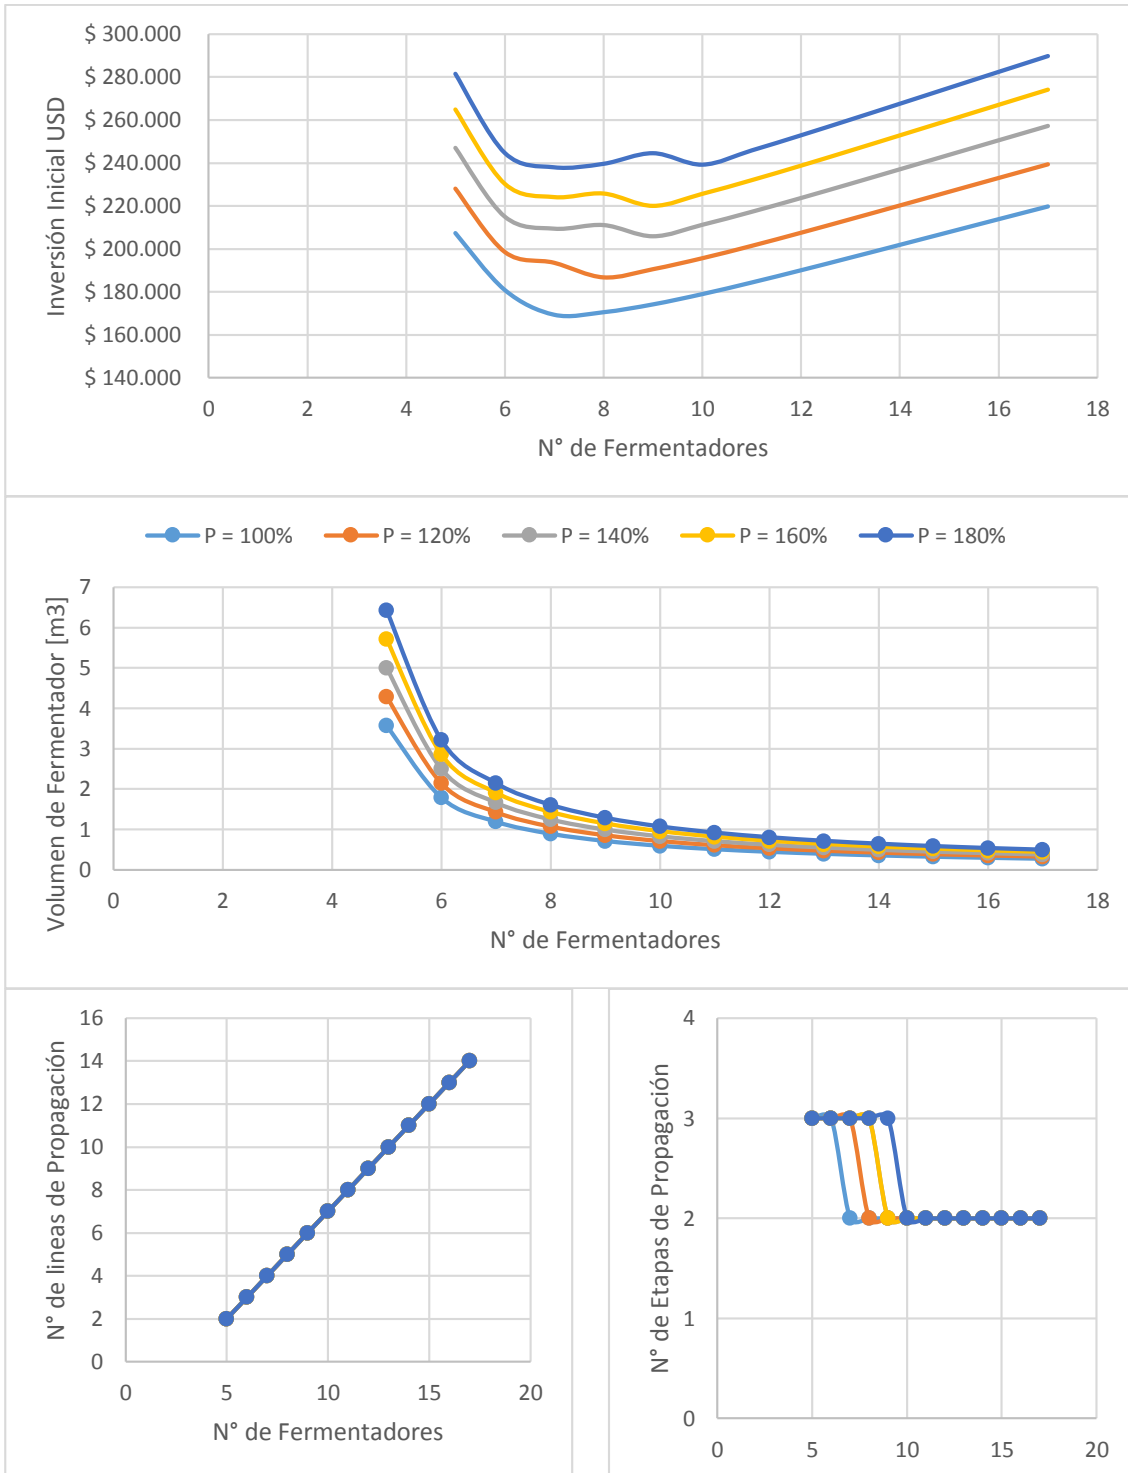 $ 300.000
$ 280.000
$ 260.000
$ 240.000
$ 220.000
$ 200.000
$ 180.000
$ 160.000
$ 140.000
Inversión Inicial USD
0 2 4 6 8 10 12 14 16 18
N° de Fermentadores
P = 100% P = 120% P = 140% P = 160% P = 180%
7
6
5
4
3
2
1
0
Volumen de Fermentador [m3]
0 2 4 6 8 10 12 14 16 18
N° de Fermentadores
16
14
12
10
8
6
4
2
0
N° de lineas de Propagación
0 5 10 15 20
N° de Fermentadores
4
3
2
1
0
N° de Etapas de Propagación
0 5 10 15 20